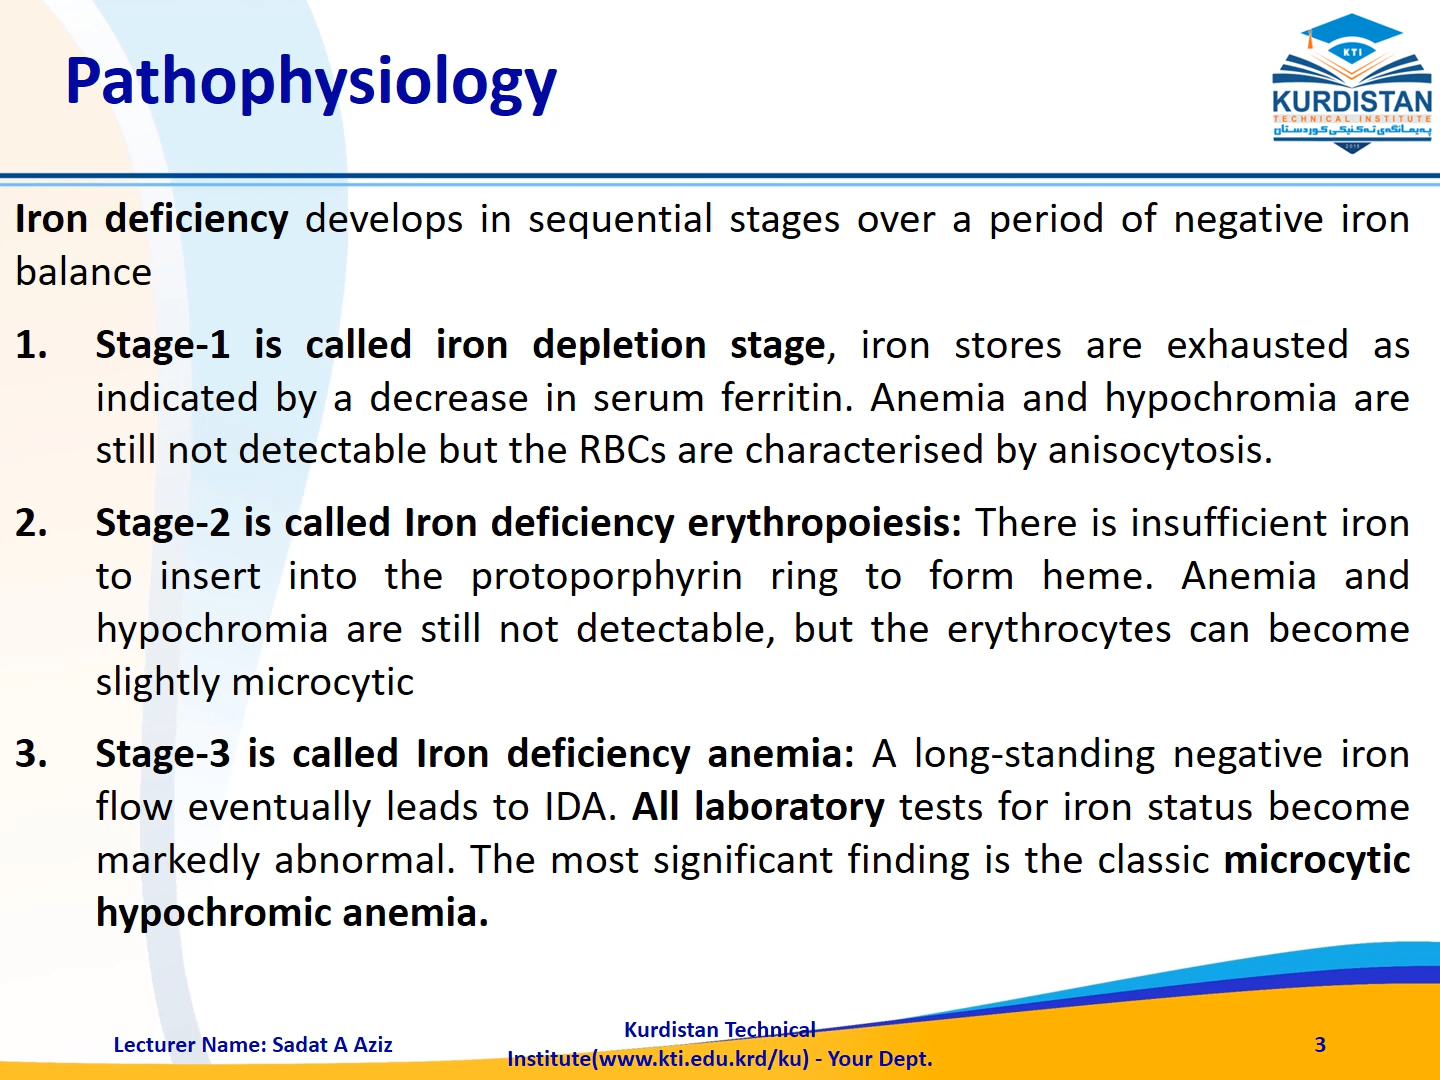 Pathophysiology
KTI
KURDISTAN
TECHNICAL INSTITUTE
پەیمانگەی تەکنیکی کوردستان
2015
Iron deficiency develops in sequential stages over a period of negative iron
balance
1. Stage-1 is called iron depletion stage, iron stores are exhausted as
indicated by a decrease in serum ferritin. Anemia and hypochromia are
still not detectable but the RBCs are characterised by anisocytosis.
2. Stage-2 is called Iron deficiency erythropoiesis: There is insufficient iron
to insert into the protoporphyrin ring to form heme. Anemia and
hypochromia are still not detectable, but the erythrocytes can become
slightly microcytic
3. Stage-3 is called Iron deficiency anemia: A long-standing negative iron
flow eventually leads to IDA. All laboratory tests for iron status become
markedly abnormal. The most significant finding is the classic microcytic
hypochromic anemia.
Lecturer Name: Sadat A Aziz
Kurdistan Technical
Institute(www.kti.edu.krd/ku) - Your Dept.
3